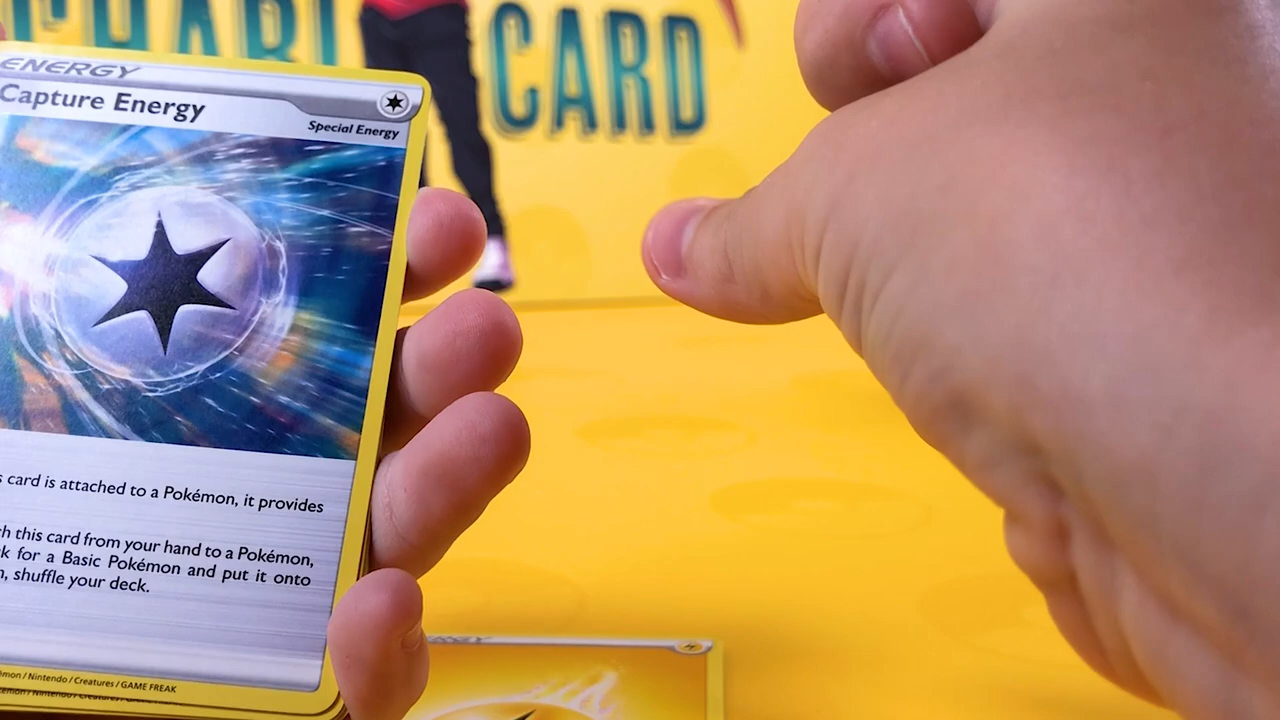 CHARI CARD
ENERGY
Capture Energy
Special Energy
card is attached to a Pokémon, it provides
this card from your hand to a Pokémon,
for a Basic Pokémon and put it onto
, shuffle your deck.
/ Nintendo / Creatures / GAME FREAK